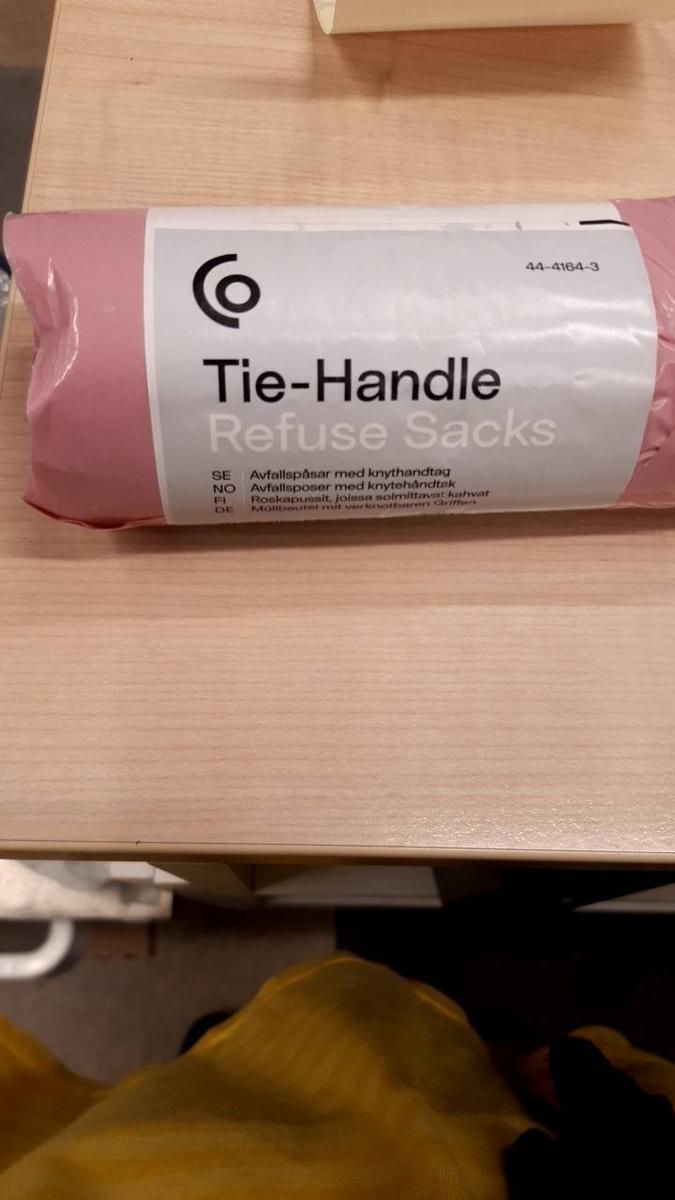 44-4164-3
Co
Tie-Handle
Refuse Sacks
SE Avfallspåsar med knythandtag
NO Avfallsposer med knytehåndtak
FI Roskapussit, joissa solmittavat kahvat
DE Müllbeutel mit verknotbaren Griffen